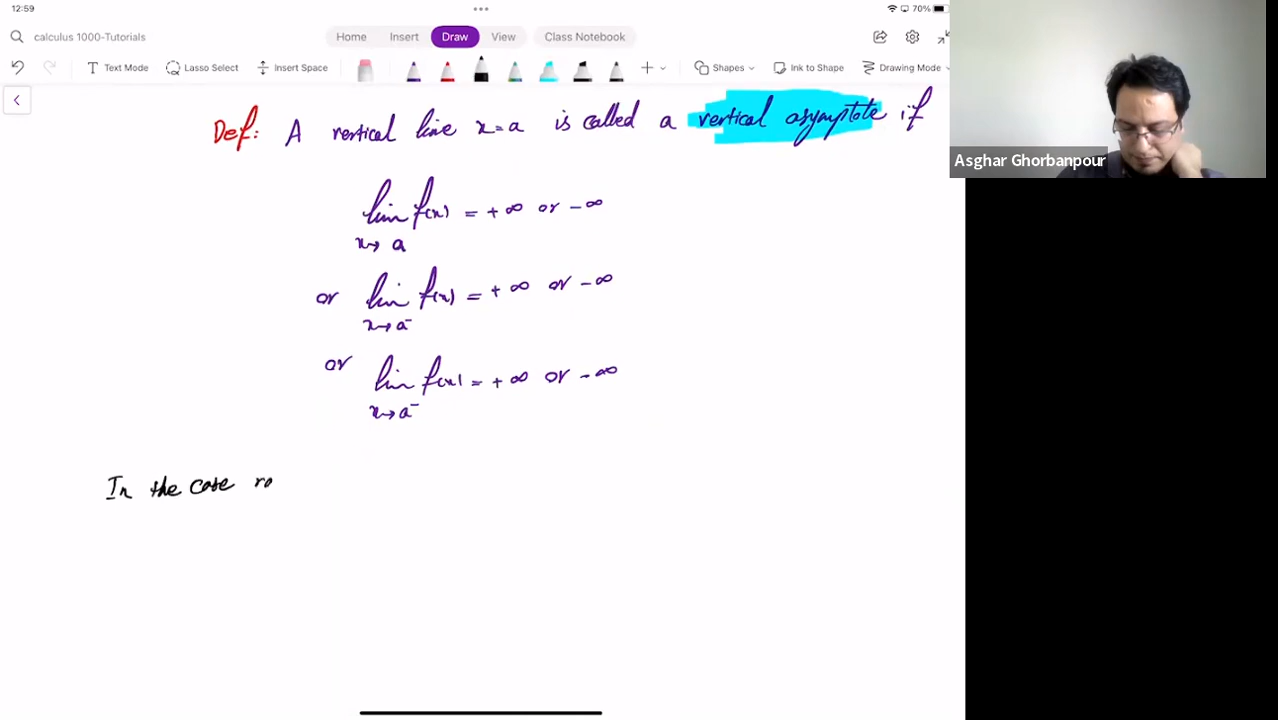 12:59
70%
calculus 1000-Tutorials
Home Insert Draw View Class Notebook
Text Mode Lasso Select Insert Space Shapes Ink to Shape Drawing Mode
Def: A vertical line x=a is called a vertical asymptote if
lim f(x) = +∞ or -∞
x→ a
or lim f(x) = +∞ or -∞
x→a⁻
or lim f(x) = +∞ or -∞
x→a⁻
In the case ra
Asghar Ghorbanpour